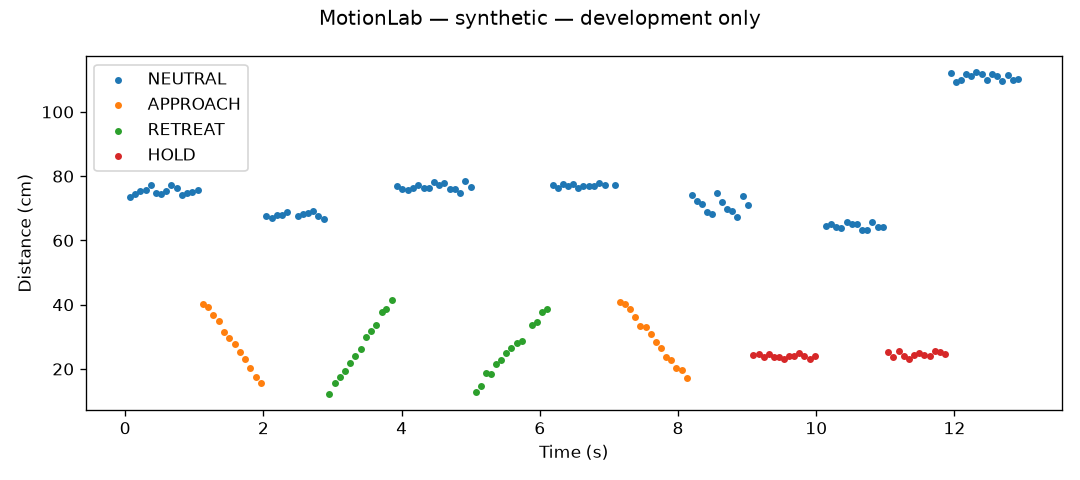 MotionLab — synthetic — development only
NEUTRAL
APPROACH
RETREAT
HOLD
Distance (cm)
100
80
60
40
20
0 2 4 6 8 10 12
Time (s)